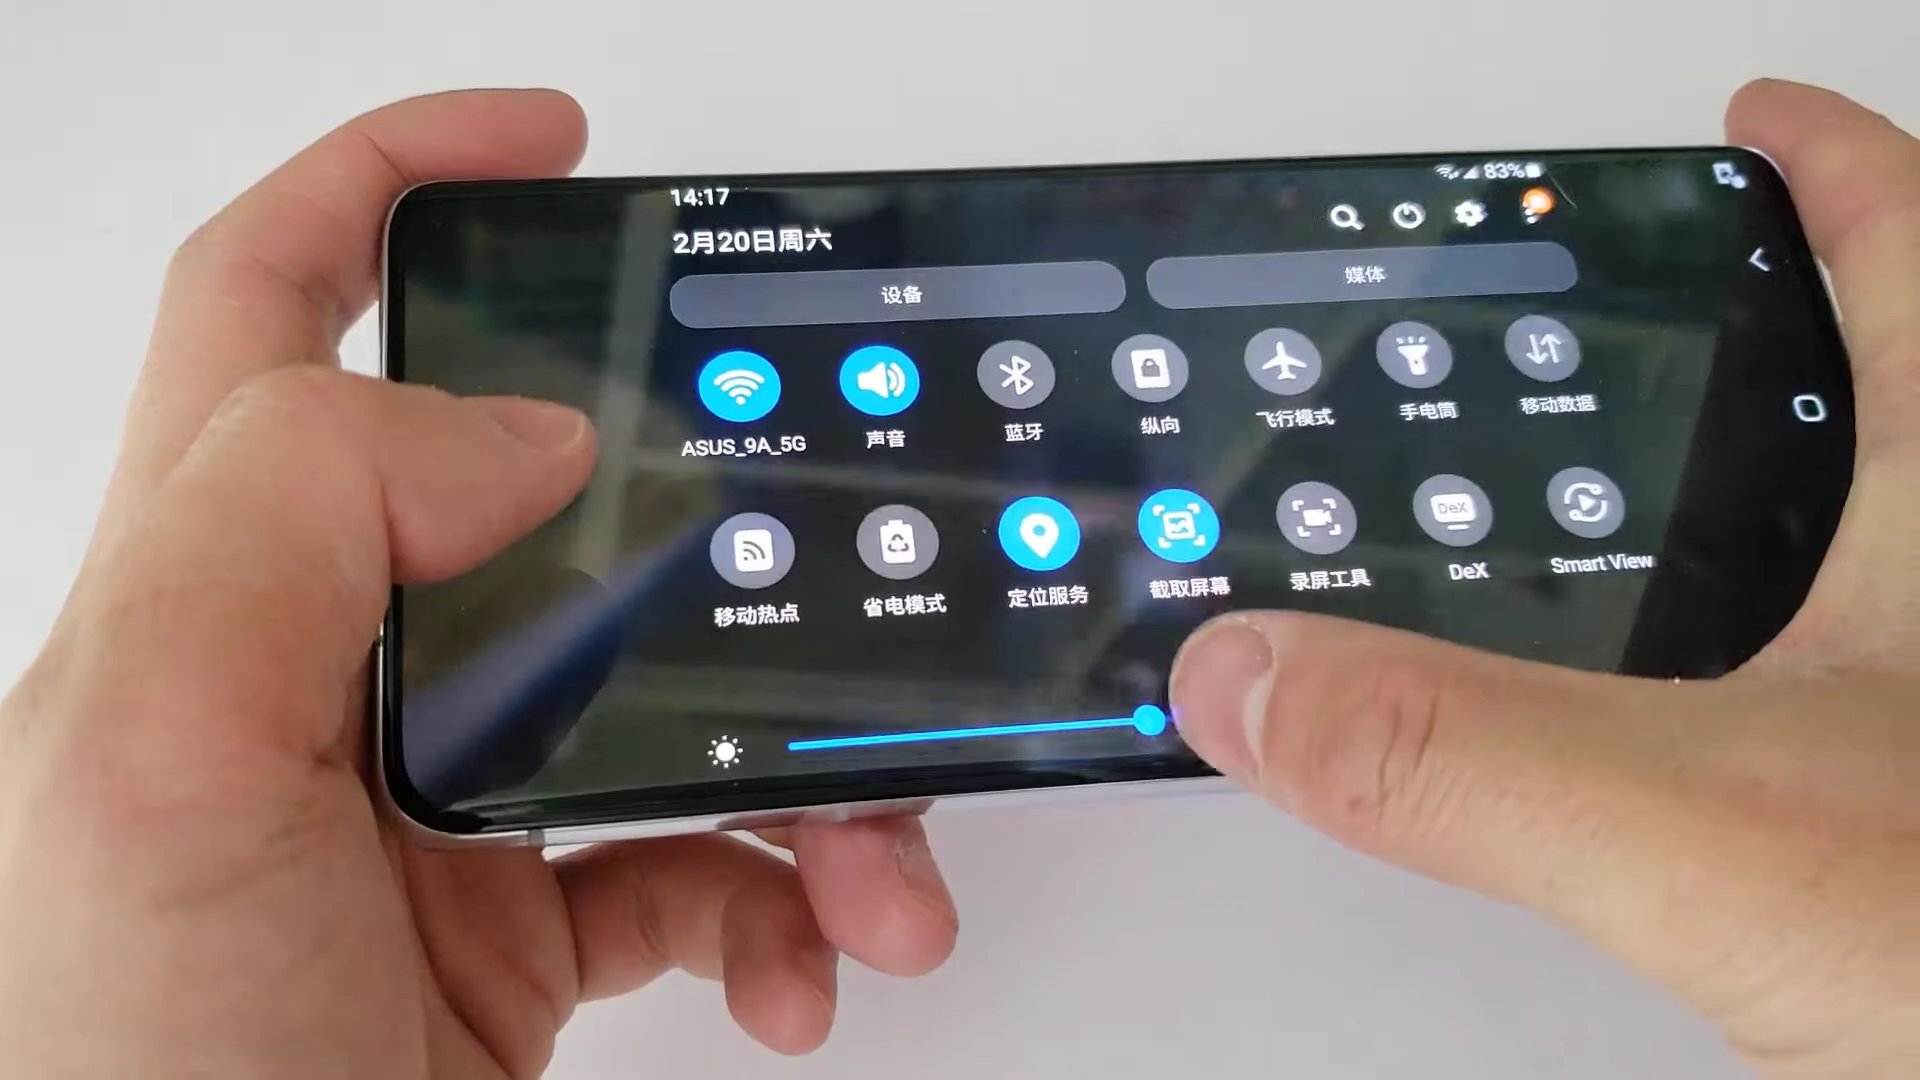 14:17
83%
2月20日周六
设备
媒体
ASUS_9A_5G
声音
蓝牙
纵向
飞行模式
手电筒
移动数据
移动热点
省电模式
定位服务
截取屏幕
录屏工具
DeX
DeX
Smart View